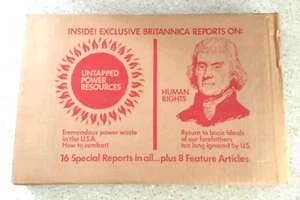 INSIDE! EXCLUSIVE BRITANNICA REPORTS ON:
UNTAPPED
POWER
RESOURCES
Tremendous power waste
in the U.S.A.
How to combat!
HUMAN
RIGHTS
Return to basic ideals
of our forefathers
too long ignored by U.S.
16 Special Reports in all...plus 8 Feature Articles